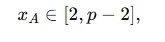 x_A ∈ [2, p − 2],